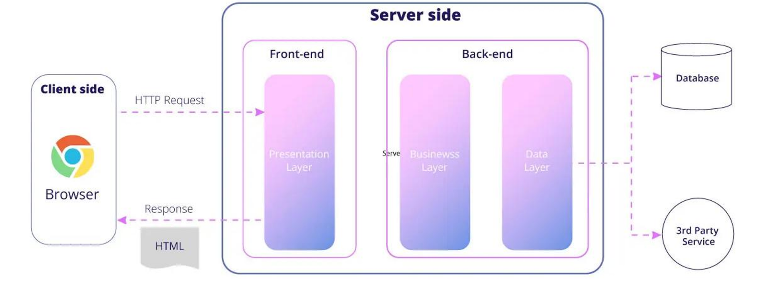 Server side
Front-end
Back-end
Client side
Browser
HTTP Request
Response
HTML
Presentation
Layer
Serve
Businewss
Layer
Data
Layer
Database
3rd Party
Service